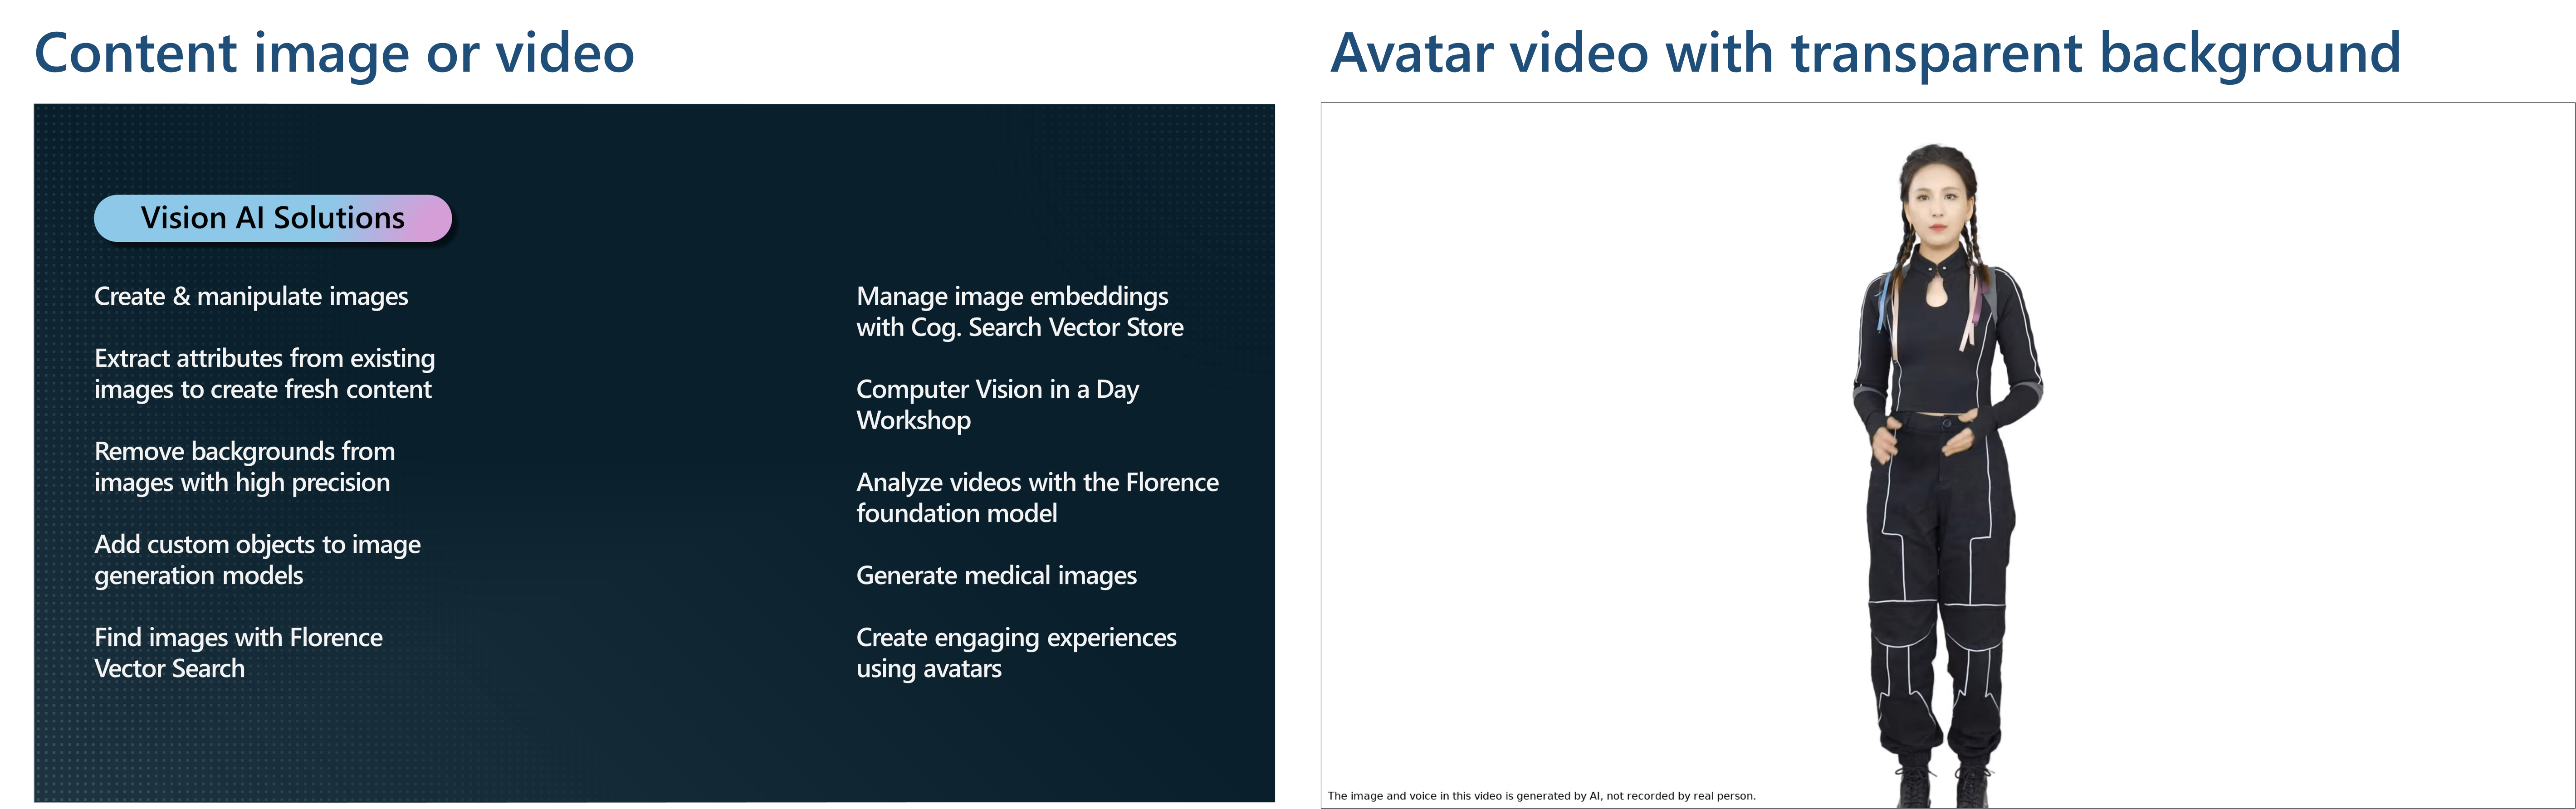 Content image or video
Vision AI Solutions
Create & manipulate images
Extract attributes from existing
images to create fresh content
Remove backgrounds from
images with high precision
Add custom objects to image
generation models
Find images with Florence
Vector Search
Manage image embeddings
with Cog. Search Vector Store
Computer Vision in a Day
Workshop
Analyze videos with the Florence
foundation model
Generate medical images
Create engaging experiences
using avatars
Avatar video with transparent background
The image and voice in this video is generated by AI, not recorded by real person.